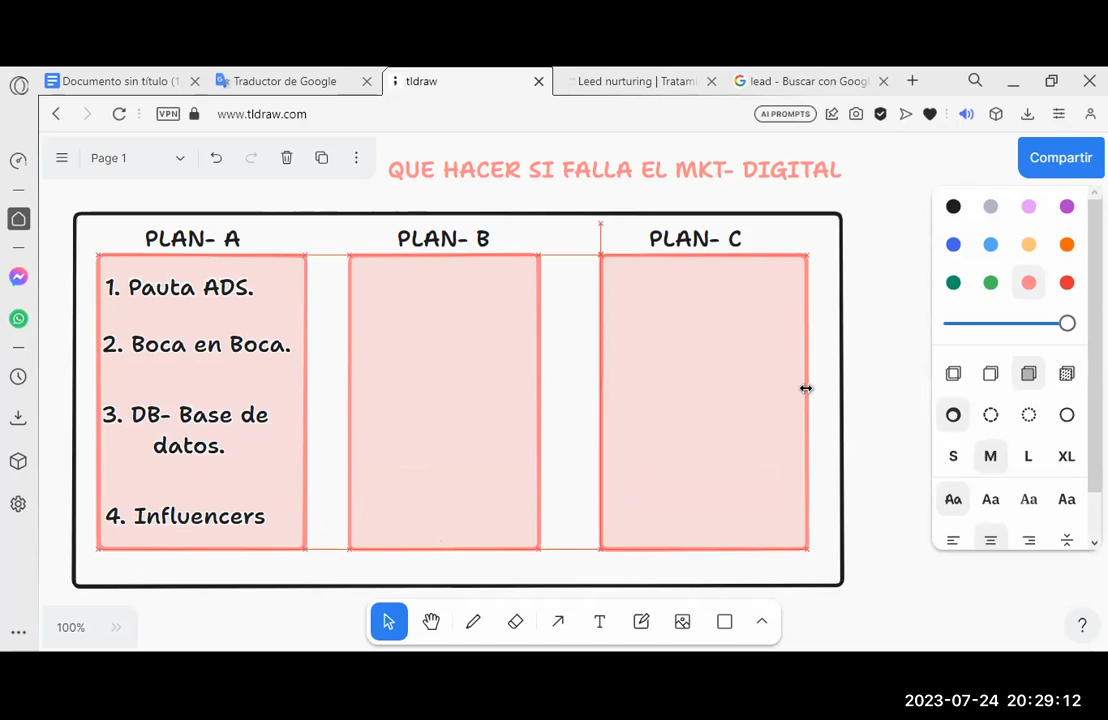 Documento sin título (1
Traductor de Google
tldraw
Leed nurturing | Tratami
lead - Buscar con Googl
VPN
www.tldraw.com
AI PROMPTS
Page 1
QUE HACER SI FALLA EL MKT- DIGITAL
Compartir
PLAN- A
PLAN- B
PLAN- C
1. Pauta ADS.
2. Boca en Boca.
3. DB- Base de
datos.
4. Influencers
S
M
L
XL
Aa
Aa
Aa
Aa
100%
?
2023-07-24 20:29:12